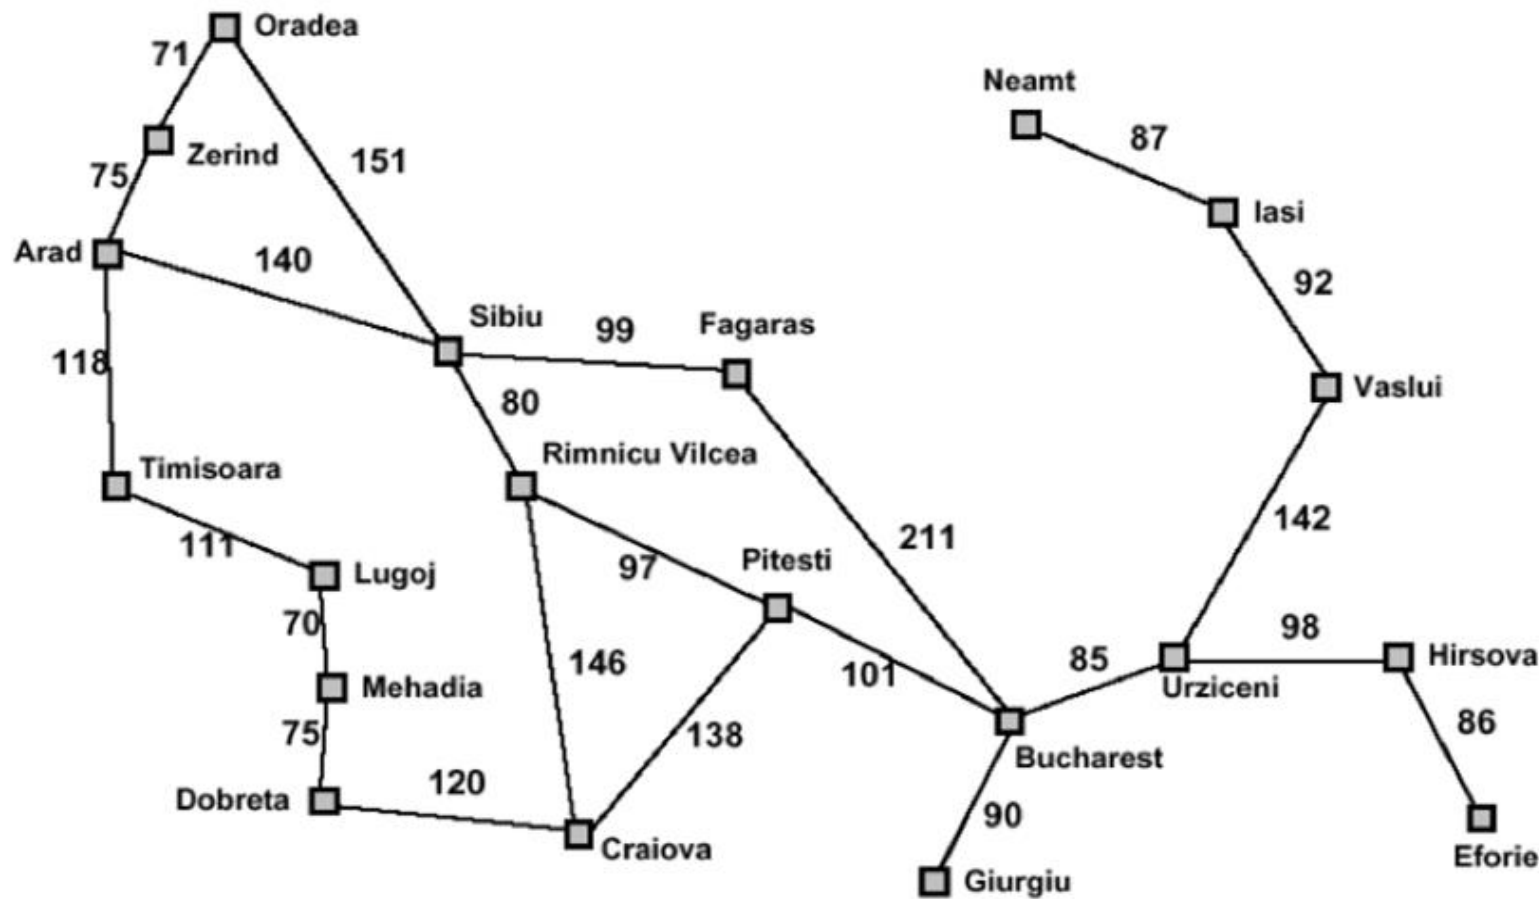 Oradea
71
Neamt
87
Zerind
151
75
Iasi
Arad
140
92
Sibiu
99
Fagaras
118
80
Vaslui
Rimnicu Vilcea
Timisoara
142
211
111
97
Pitesti
Lugoj
70
98
146
85
Hirsova
101
Mehadia
Urziceni
86
75
138
Bucharest
120
Dobreta
90
Craiova
Eforie
Giurgiu